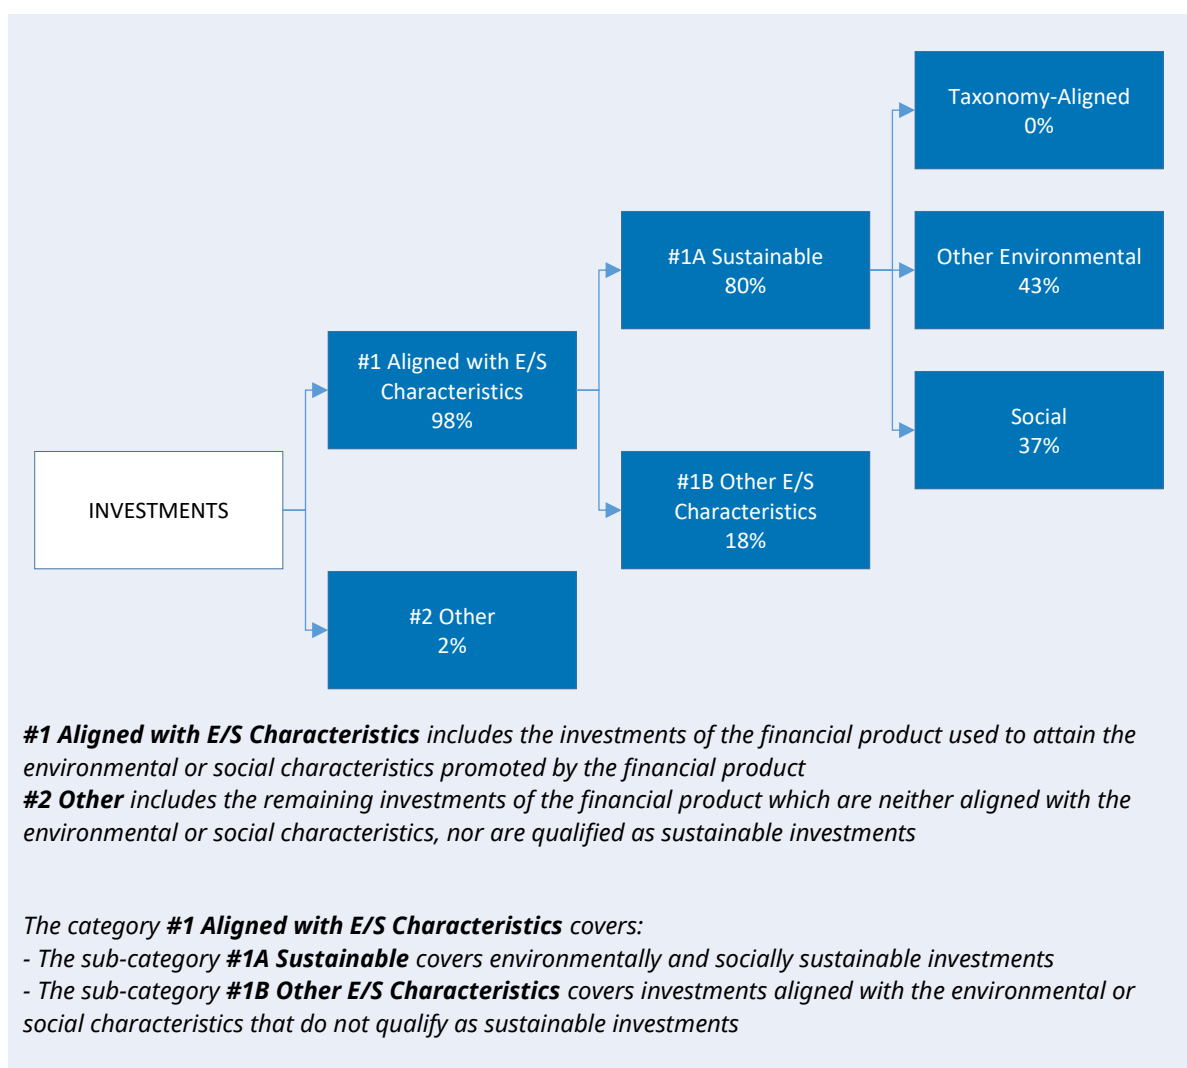 Taxonomy-Aligned
0%
#1A Sustainable
80%
Other Environmental
43%
#1 Aligned with E/S
Characteristics
98%
Social
37%
INVESTMENTS
#1B Other E/S
Characteristics
18%
#2 Other
2%
#1 Aligned with E/S Characteristics includes the investments of the financial product used to attain the
environmental or social characteristics promoted by the financial product
#2 Other includes the remaining investments of the financial product which are neither aligned with the
environmental or social characteristics, nor are qualified as sustainable investments
The category #1 Aligned with E/S Characteristics covers:
- The sub-category #1A Sustainable covers environmentally and socially sustainable investments
- The sub-category #1B Other E/S Characteristics covers investments aligned with the environmental or
social characteristics that do not qualify as sustainable investments